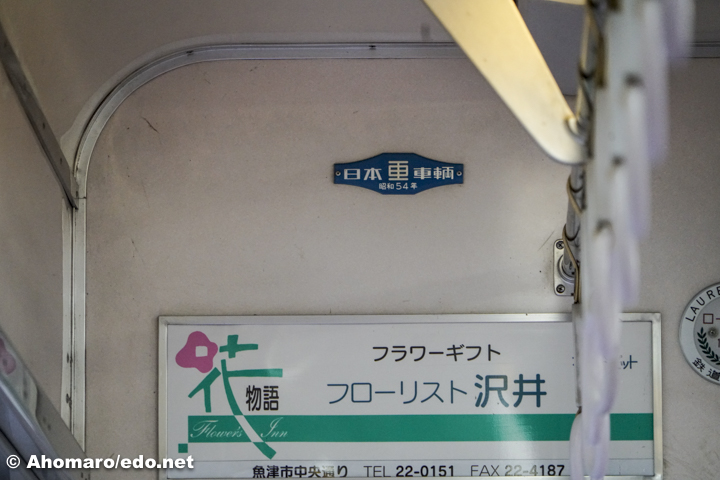 日本車輌
昭和54年
フラワーギフト
花物語
フローリスト沢井
Flowers Inn
魚津市中央通り TEL 22-0151 FAX 22-4187
LAURE
© Ahomaro/edo.net